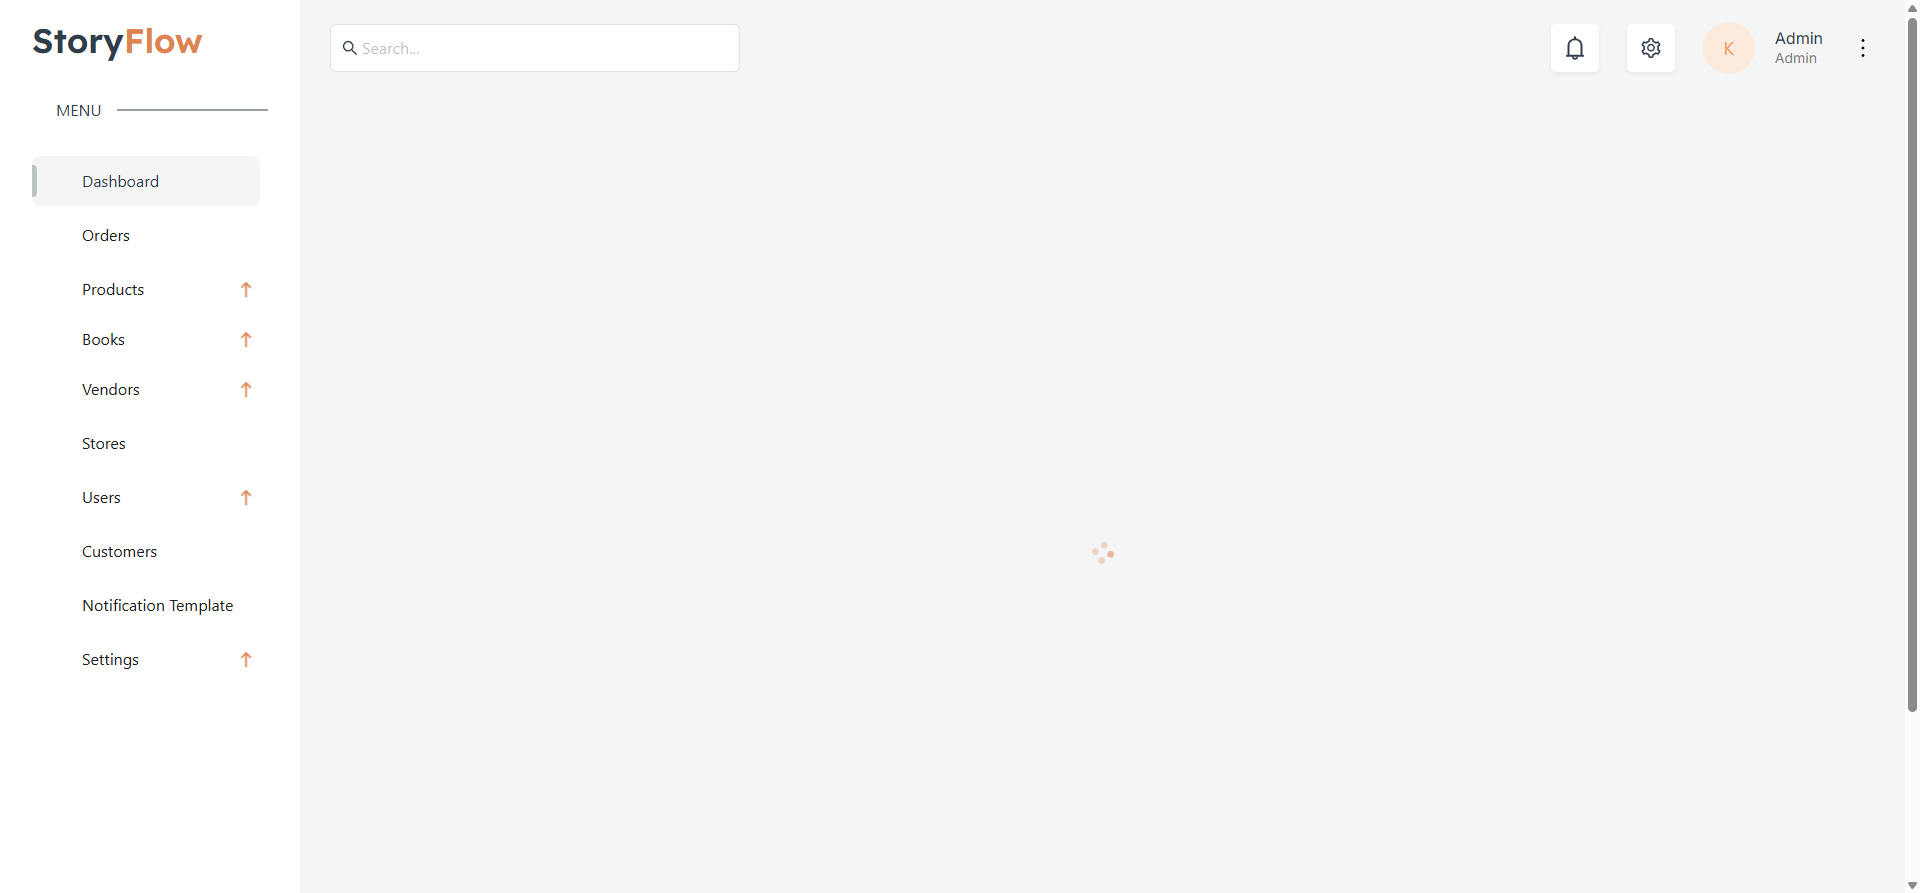 StoryFlow
Search...
K
Admin
Admin
MENU
Dashboard
Orders
Products
Books
Vendors
Stores
Users
Customers
Notification Template
Settings